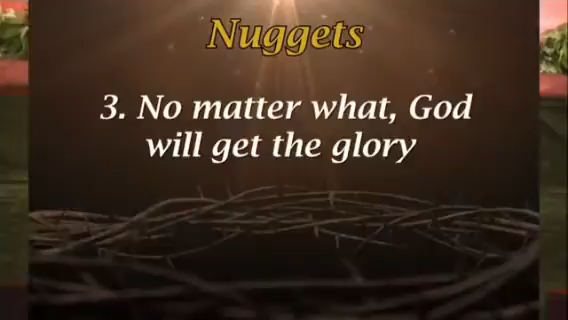 Nuggets
3. No matter what, God
will get the glory